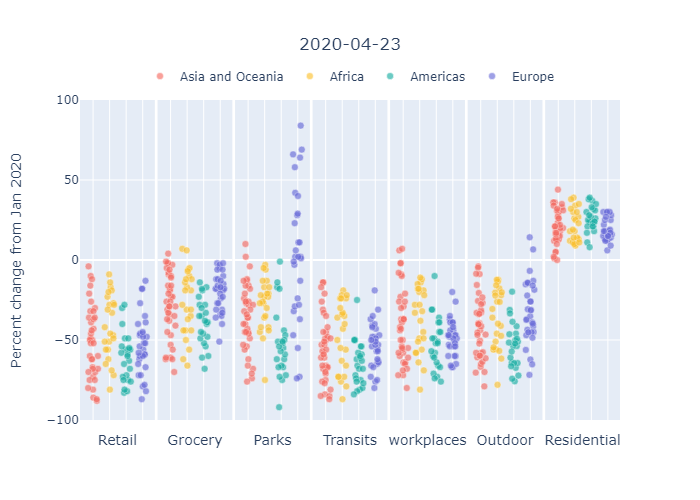 2020-04-23
Asia and Oceania Africa Americas Europe
Percent change from Jan 2020
100
50
0
−50
−100
Retail Grocery Parks Transits workplaces Outdoor Residential